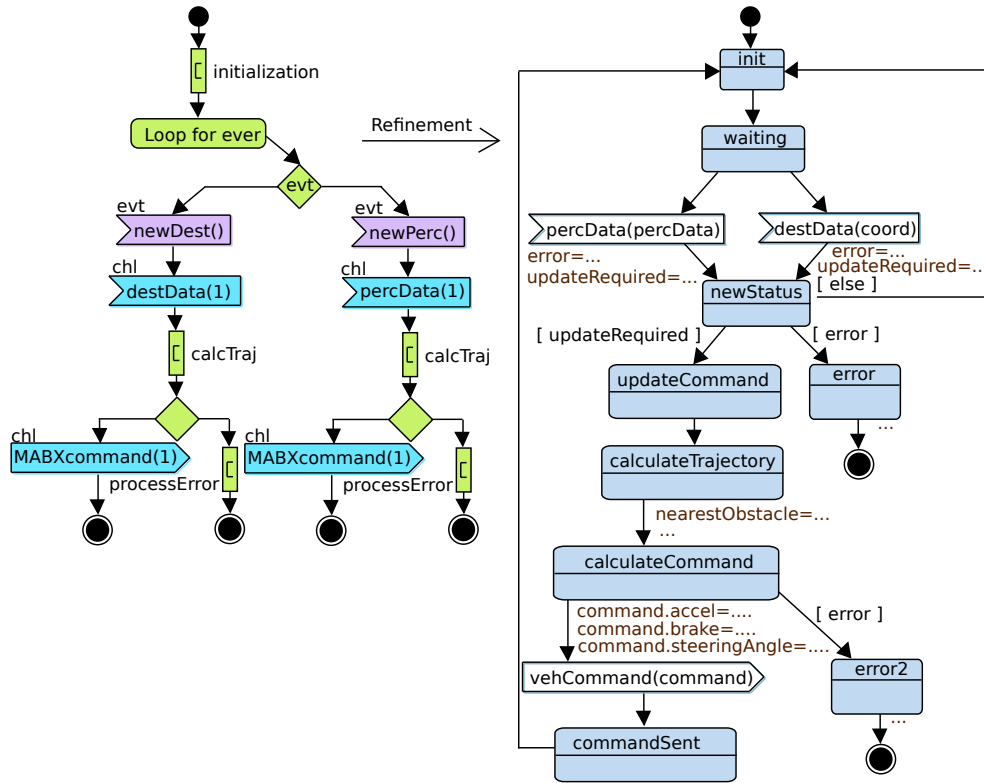 initialization
Loop for ever
evt
evt
newDest()
chl
destData(1)
calcTraj
chl
MABXcommand(1)
processError
evt
newPerc()
chl
percData(1)
calcTraj
chl
MABXcommand(1)
processError
Refinement
init
waiting
percData(percData)
destData(coord)
error=...
updateRequired=...
error=...
updateRequired=...
newStatus
[ else ]
[ updateRequired ]
[ error ]
updateCommand
error
...
calculateTrajectory
nearestObstacle=...
...
calculateCommand
command.accel=....
command.brake=....
command.steeringAngle=....
[ error ]
vehCommand(command)
error2
...
commandSent